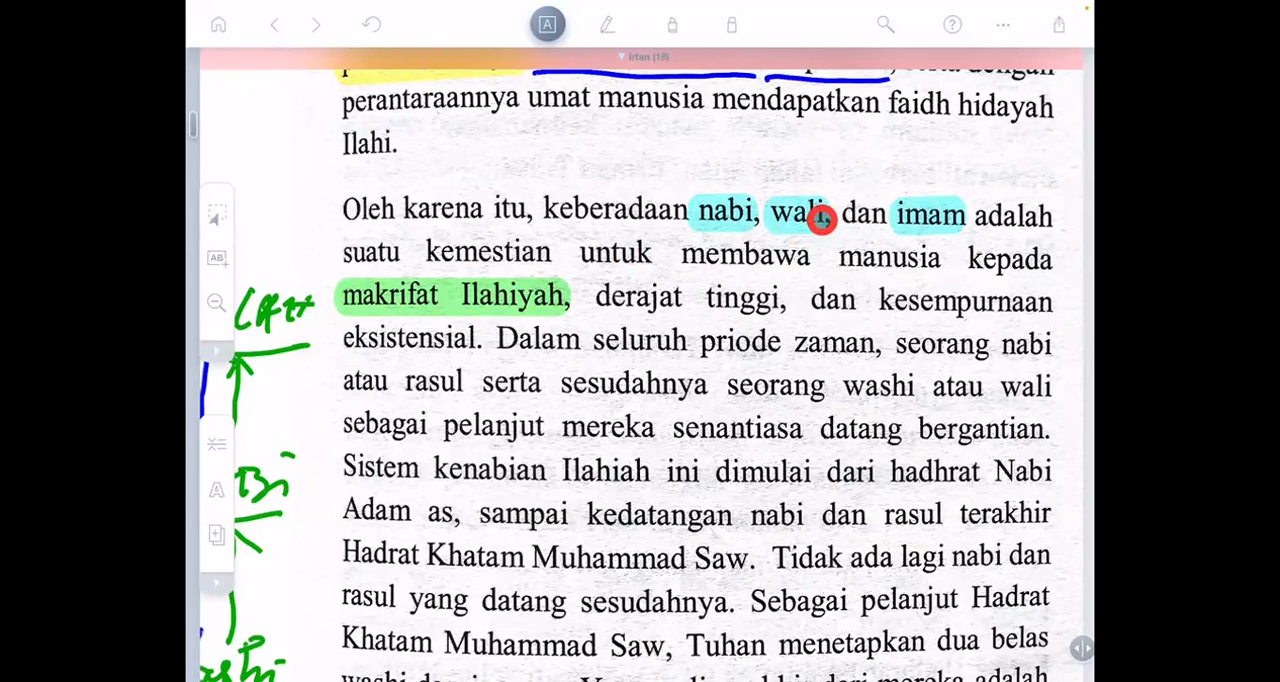 A
Irfan (16)
dengan
perantaraannya umat manusia mendapatkan faidh hidayah
Ilahi.
Oleh karena itu, keberadaan nabi, wali, dan imam adalah
suatu kemestian untuk membawa manusia kepada
makrifat Ilahiyah, derajat tinggi, dan kesempurnaan
eksistensial. Dalam seluruh priode zaman, seorang nabi
atau rasul serta sesudahnya seorang washi atau wali
sebagai pelanjut mereka senantiasa datang bergantian.
Sistem kenabian Ilahiah ini dimulai dari hadhrat Nabi
Adam as, sampai kedatangan nabi dan rasul terakhir
Hadrat Khatam Muhammad Saw. Tidak ada lagi nabi dan
rasul yang datang sesudahnya. Sebagai pelanjut Hadrat
Khatam Muhammad Saw, Tuhan menetapkan dua belas
AB
A